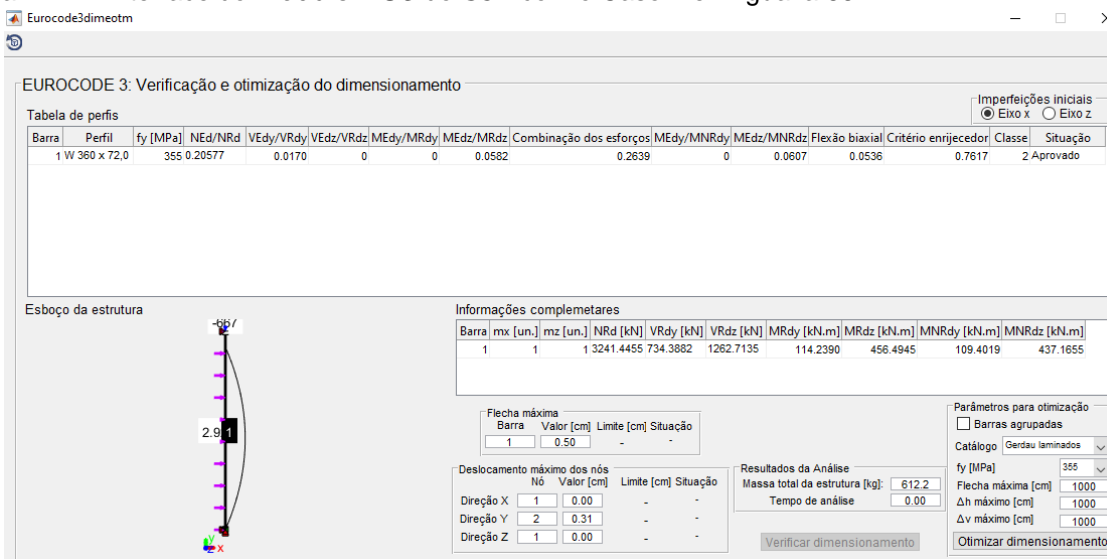 Eurocode3dimeotm
EUROCODE 3: Verificação e otimização do dimensionamento
Imperfeições iniciais
Eixo x Eixo z
Tabela de perfis
Barra Perfil fy [MPa] NEd/NRd VEdy/VRdy VEdz/VRdz MEdy/MRdy MEdz/MRdz Combinação dos esforços MEdy/MNRdy MEdz/MNRdz Flexão biaxial Critério enrijecedor Classe Situação
1 W 360 x 72,0 355 0.20577 0.0170 0 0 0.0582 0.2639 0 0.0607 0.0536 0.7617 2 Aprovado
Esboço da estrutura
-667
2.9 1
y x
Informações complemetares
Barra mx [un.] mz [un.] NRd [kN] VRdy [kN] VRdz [kN] MRdy [kN.m] MRdz [kN.m] MNRdy [kN.m] MNRdz [kN.m]
1 1 1 3241.4455 734.3882 1262.7135 114.2390 456.4945 109.4019 437.1655
Flecha máxima
Barra Valor [cm] Limite [cm] Situação
1 0.50 - -
Deslocamento máximo dos nós
Nó Valor [cm] Limite [cm] Situação
Direção X 1 0.00 - -
Direção Y 2 0.31 - -
Direção Z 1 0.00 - -
Resultados da Análise
Massa total da estrutura [kg]: 612.2
Tempo de análise 0.00
Verificar dimensionamento
Parâmetros para otimização
Barras agrupadas
Catálogo Gerdau laminados
fy [MPa] 355
Flecha máxima [cm] 1000
Δh máximo [cm] 1000
Δv máximo [cm] 1000
Otimizar dimensionamento